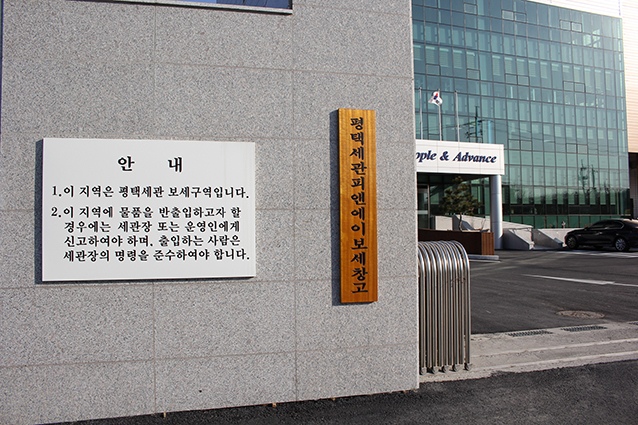 안 내
1. 이 지역은 평택세관 보세구역입니다.
2. 이 지역에 물품을 반출입하고자 할
경우에는 세관장 또는 운영인에게
신고하여야 하며, 출입하는 사람은
세관장의 명령을 준수하여야 합니다.
평택세관피앤에이보세창고
ople & Advance